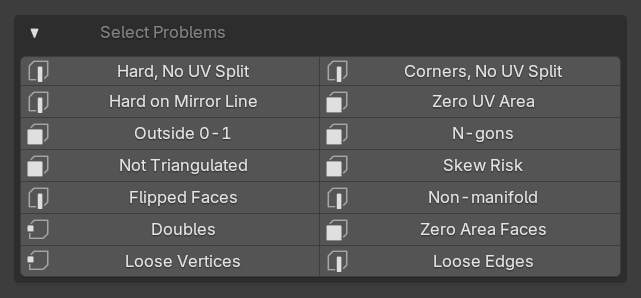 Select Problems
Hard, No UV Split
Corners, No UV Split
Hard on Mirror Line
Zero UV Area
Outside 0-1
N-gons
Not Triangulated
Skew Risk
Flipped Faces
Non-manifold
Doubles
Zero Area Faces
Loose Vertices
Loose Edges